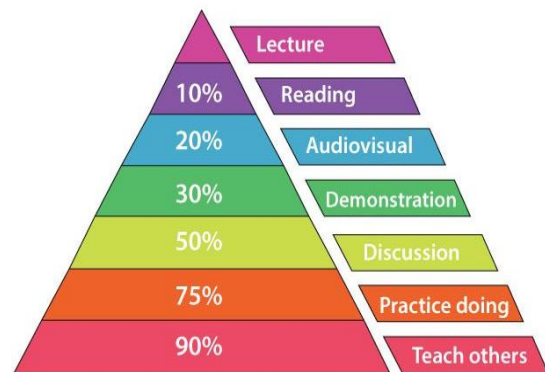 Lecture
10% Reading
20% Audiovisual
30% Demonstration
50% Discussion
75% Practice doing
90% Teach others